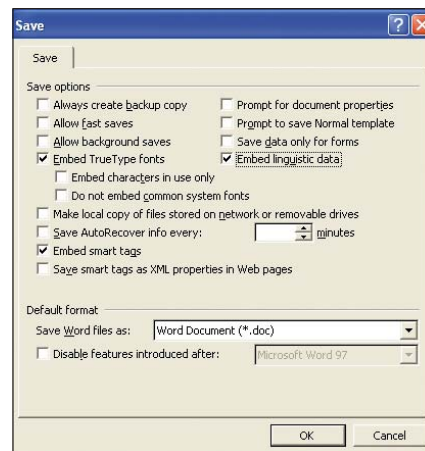 Save
Save
Save options
Always create backup copy
Prompt for document properties
Allow fast saves
Prompt to save Normal template
Allow background saves
Save data only for forms
Embed TrueType fonts
Embed linguistic data
Embed characters in use only
Do not embed common system fonts
Make local copy of files stored on network or removable drives
Save AutoRecover info every:
minutes
Embed smart tags
Save smart tags as XML properties in Web pages
Default format
Save Word files as:
Word Document (*.doc)
Disable features introduced after:
Microsoft Word 97
OK
Cancel